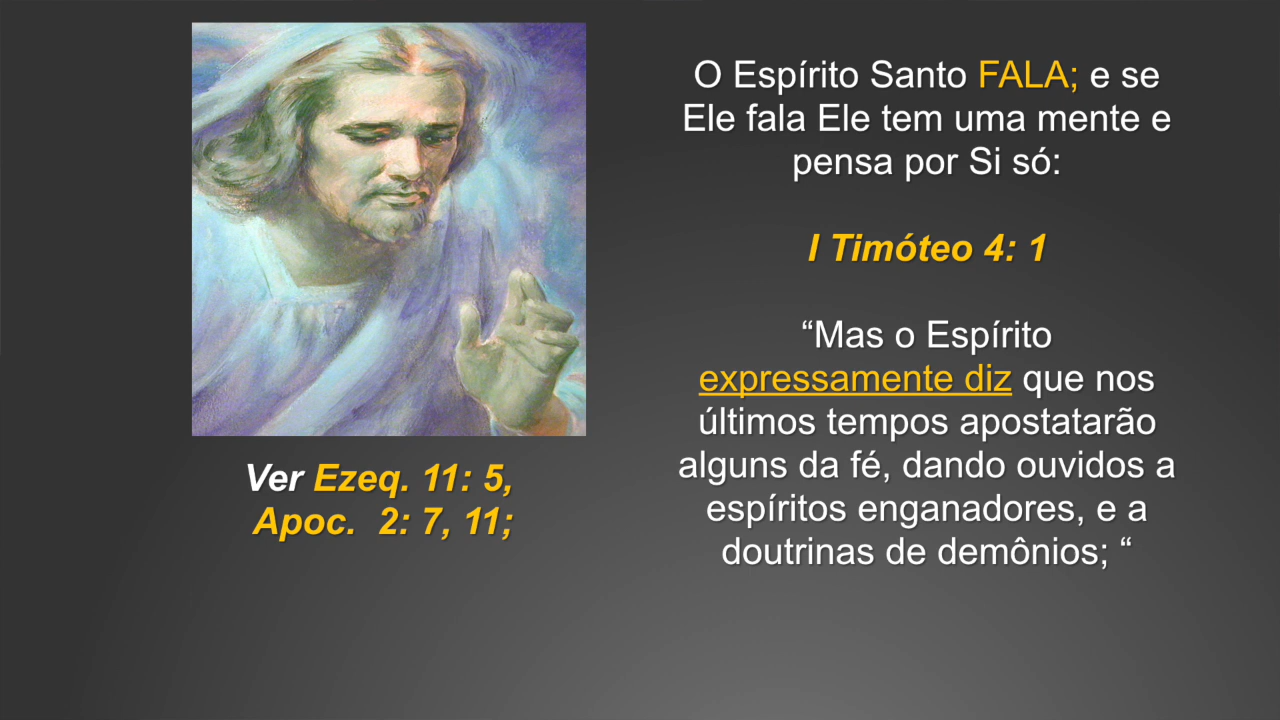 O Espírito Santo FALA; e se
Ele fala Ele tem uma mente e
pensa por Si só:
I Timóteo 4: 1
“Mas o Espírito
expressamente diz que nos
últimos tempos apostatarão
alguns da fé, dando ouvidos a
espíritos enganadores, e a
doutrinas de demônios; “
Ver Ezeq. 11: 5,
Apoc.  2: 7, 11;